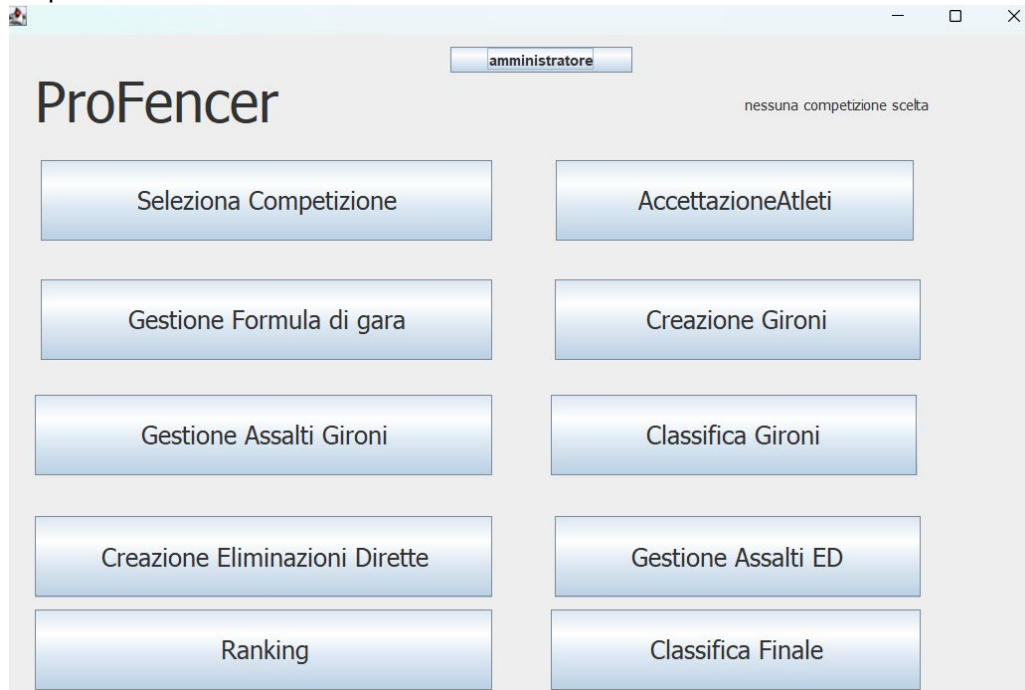 amministratore
ProFencer
nessuna competizione scelta
Seleziona Competizione
AccettazioneAtleti
Gestione Formula di gara
Creazione Gironi
Gestione Assalti Gironi
Classifica Gironi
Creazione Eliminazioni Dirette
Gestione Assalti ED
Ranking
Classifica Finale